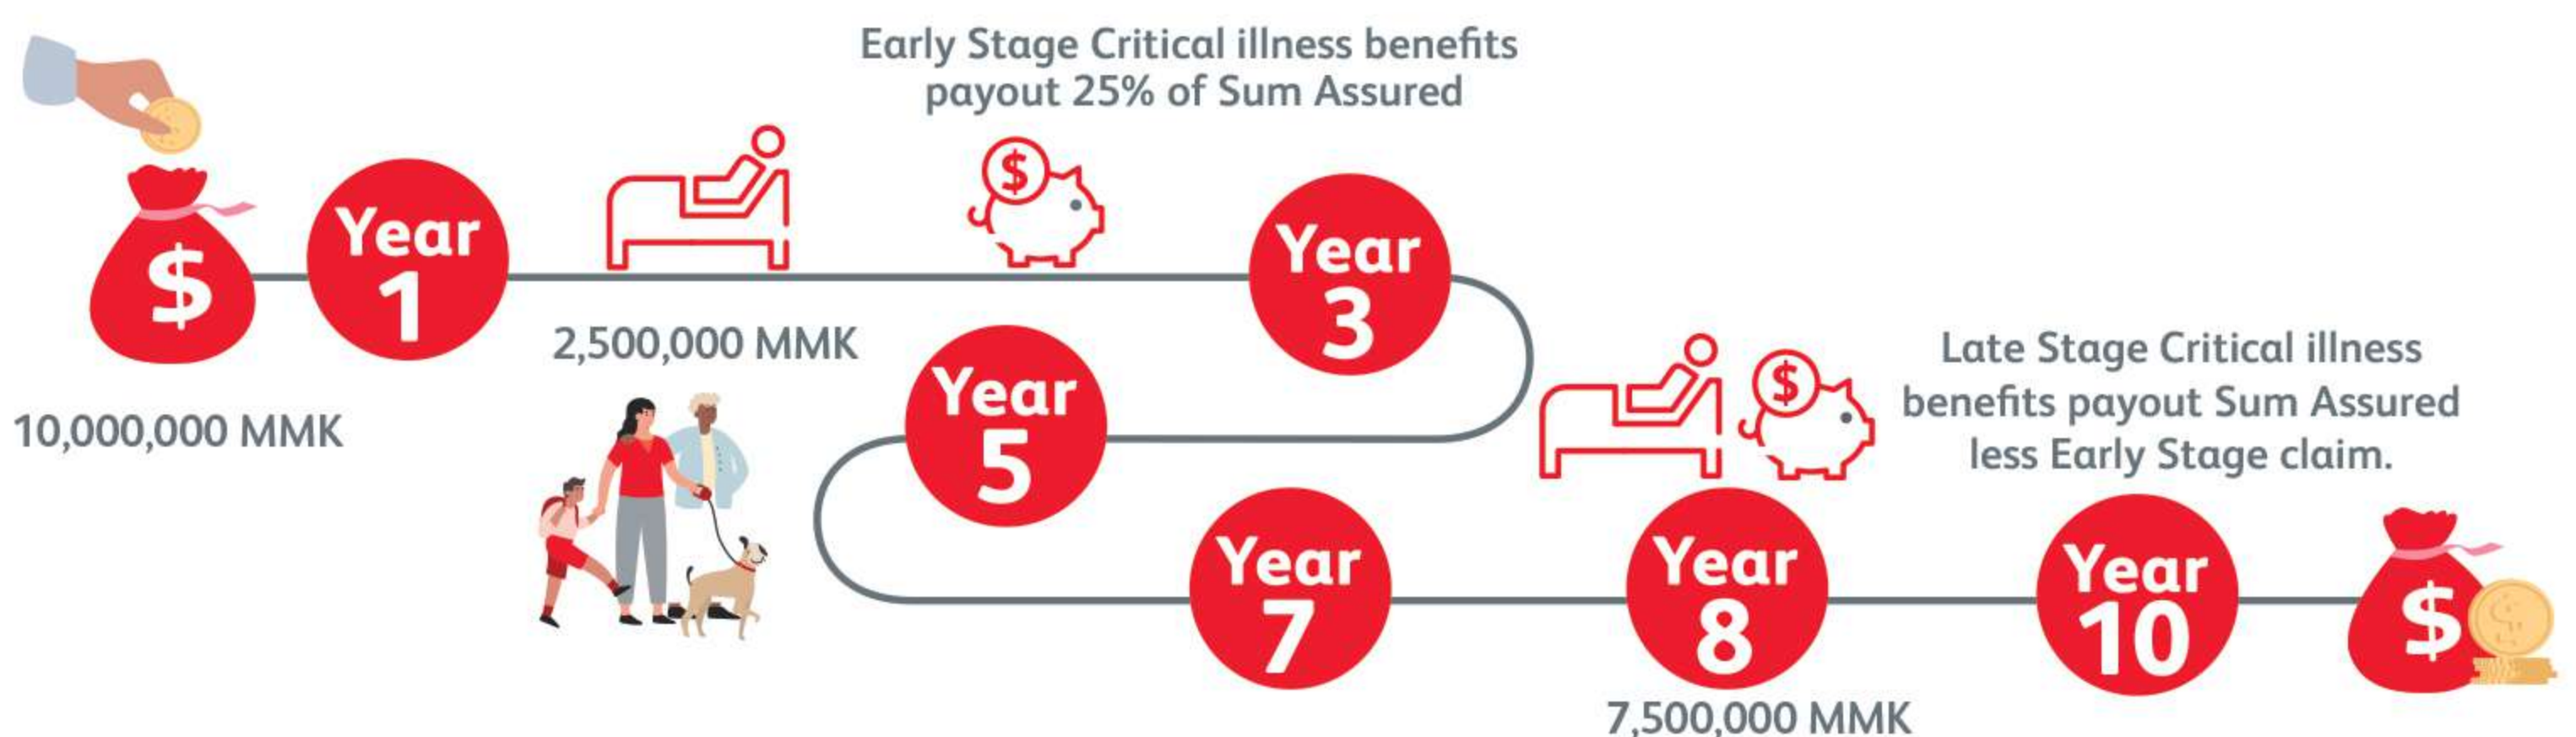 Early Stage Critical illness benefits
payout 25% of Sum Assured
$
Year
1
$
Year
3
$
10,000,000 MMK
2,500,000 MMK
Year
5
$
Late Stage Critical illness
benefits payout Sum Assured
less Early Stage claim.
Year
7
Year
8
7,500,000 MMK
Year
10
$
$